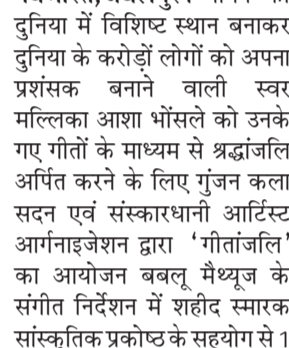 दुनिया में विशिष्ट स्थान बनाकर
दुनिया के करोड़ों लोगों को अपना
प्रशंसक बनाने वाली स्वर
मल्लिका आशा भोंसले को उनके
गए गीतों के माध्यम से श्रद्धांजलि
अर्पित करने के लिए गुंजन कला
सदन एवं संस्कारधानी आर्टिस्ट
आर्गनाइजेशन द्वारा ‘गीतांजलि’
का आयोजन बबलू मैथ्यूज के
संगीत निर्देशन में शहीद स्मारक
सांस्कृतिक प्रकोष्ठ के सहयोग से 1